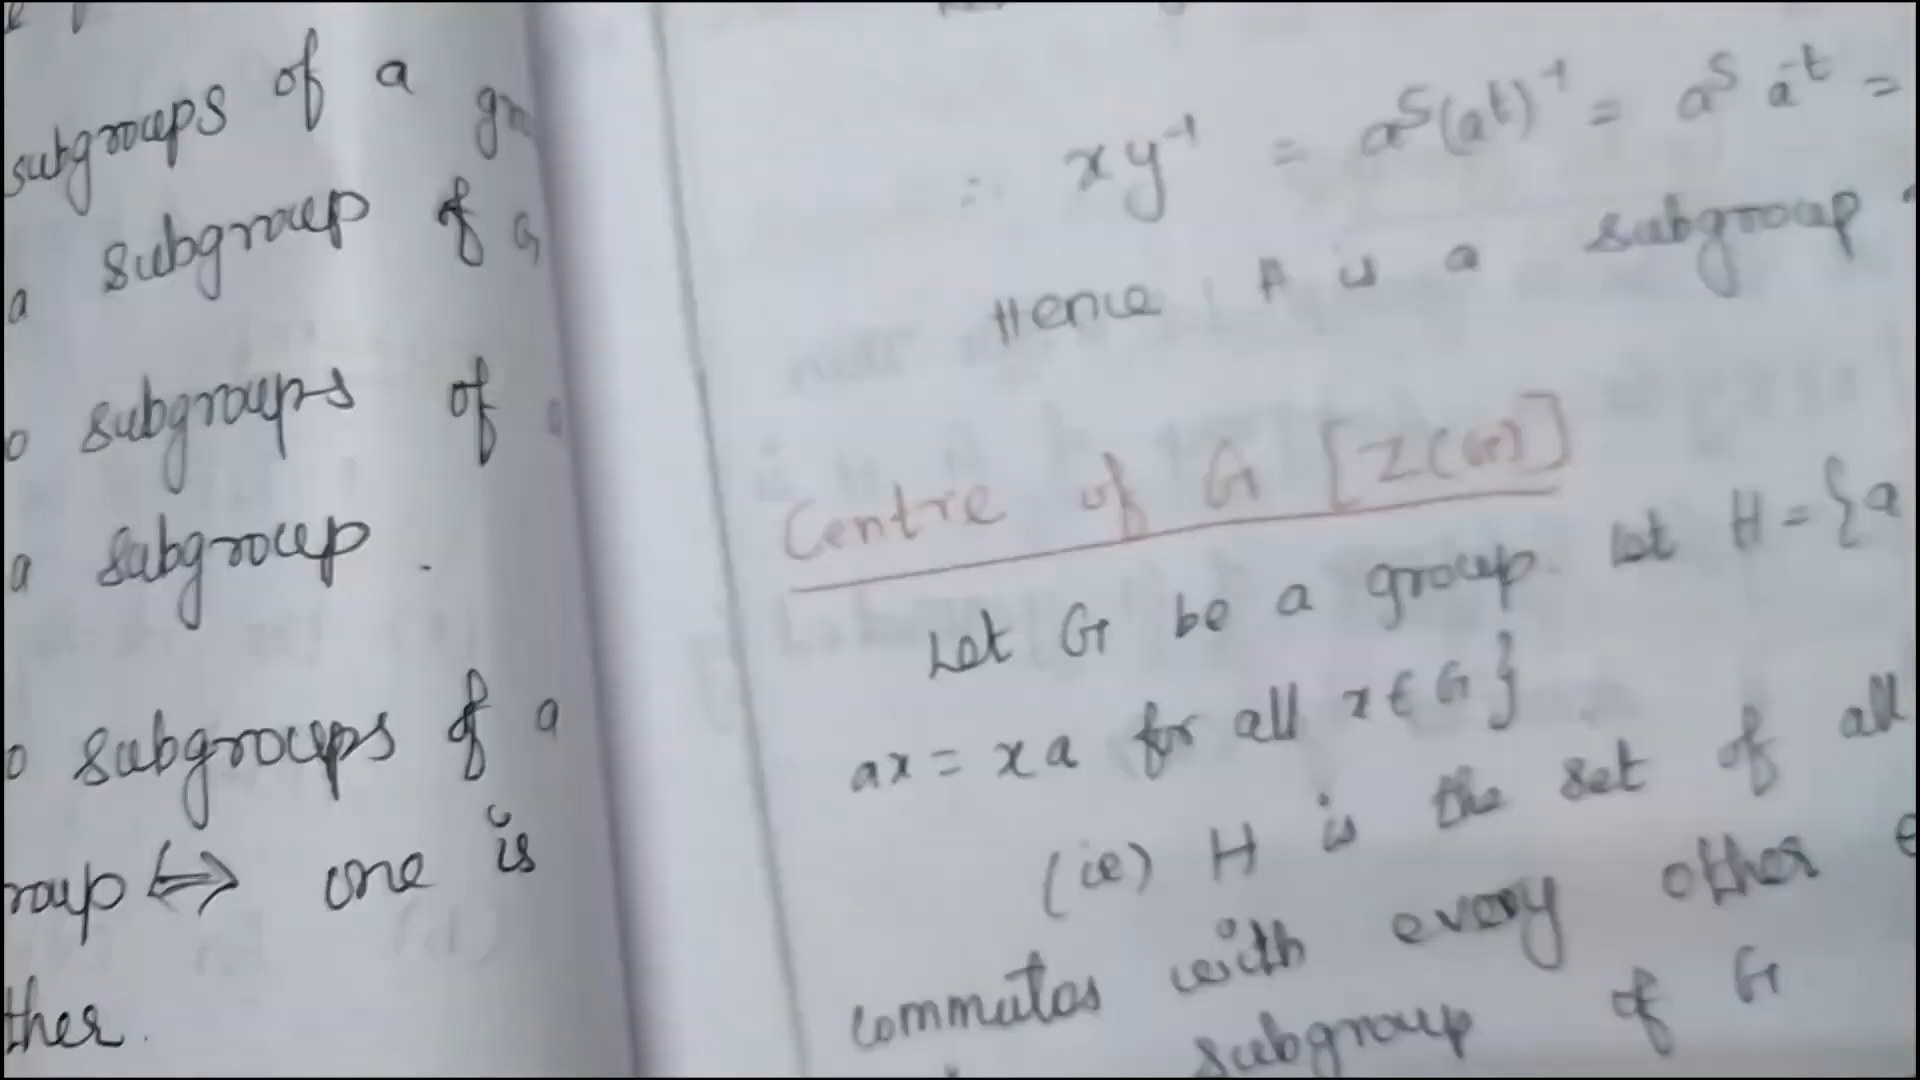 subgroups of a
a subgroup of G
o subgroups of
a subgroup.
o subgroups of a
roup ⟺ one is
ther.
∴ xy⁻¹ = aˢ(aᵗ)⁻¹ = aˢ a⁻ᵗ =
Hence A is a subgroup
Centre of G [Z(G)]
Let G be a group. Let H = {a
ax = xa for all x∈G}
(ie) H is the set of all
commutes with every other e
subgroup of G